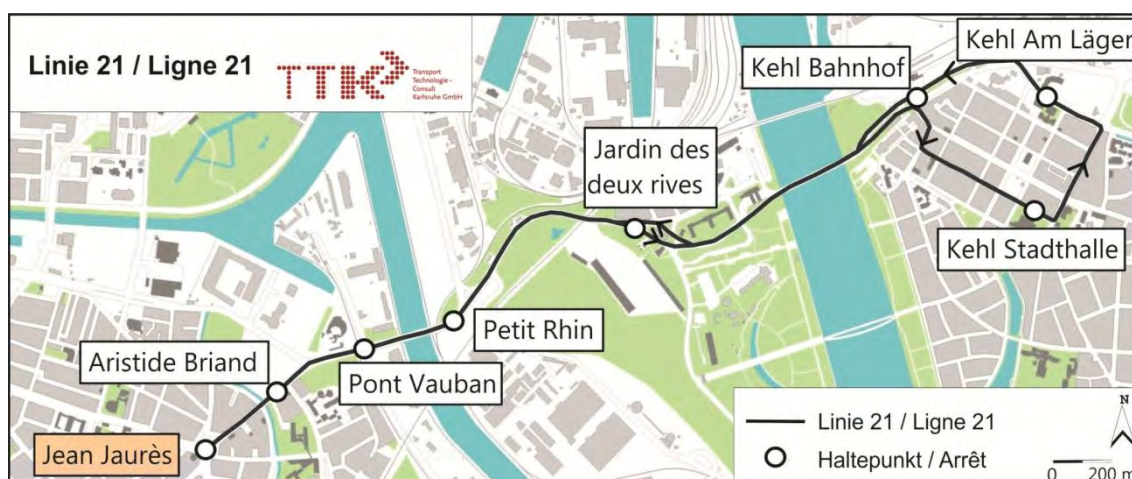 Linie 21 / Ligne 21
TTK
Transport
Technologie -
Consult
Karlsruhe GmbH
Kehl Am Läger
Kehl Bahnhof
Jardin des
deux rives
Kehl Stadthalle
Petit Rhin
Aristide Briand
Pont Vauban
Jean Jaurès
Linie 21 / Ligne 21
Haltepunkt / Arrêt
N
0 200 m